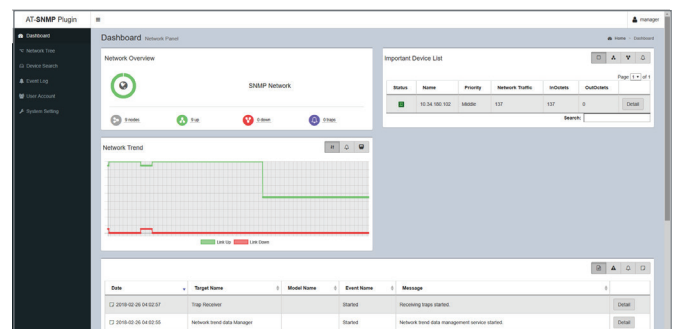 AT-SNMP Plugin
manager
Dashboard
Network Tree
Device Search
Event Log
User Account
System Setting
Dashboard Network Panel
Home - Dashboard
Network Overview
SNMP Network
9 up
0 down
0 traps
Important Device List
Page 1 of 1
Status Name Priority Network Traffic InOctets OutOctets
10.34.160.102 Middle 137 137 0 Detail
Search:
Network Trend
Link Up Link Down
Date Target Name Model Name Event Name Message
2018-02-26 04:02:57 Trap Receiver Started Receiving traps started. Detail
2018-02-26 04:02:55 Network trend data Manager Started Network trend data management service started. Detail